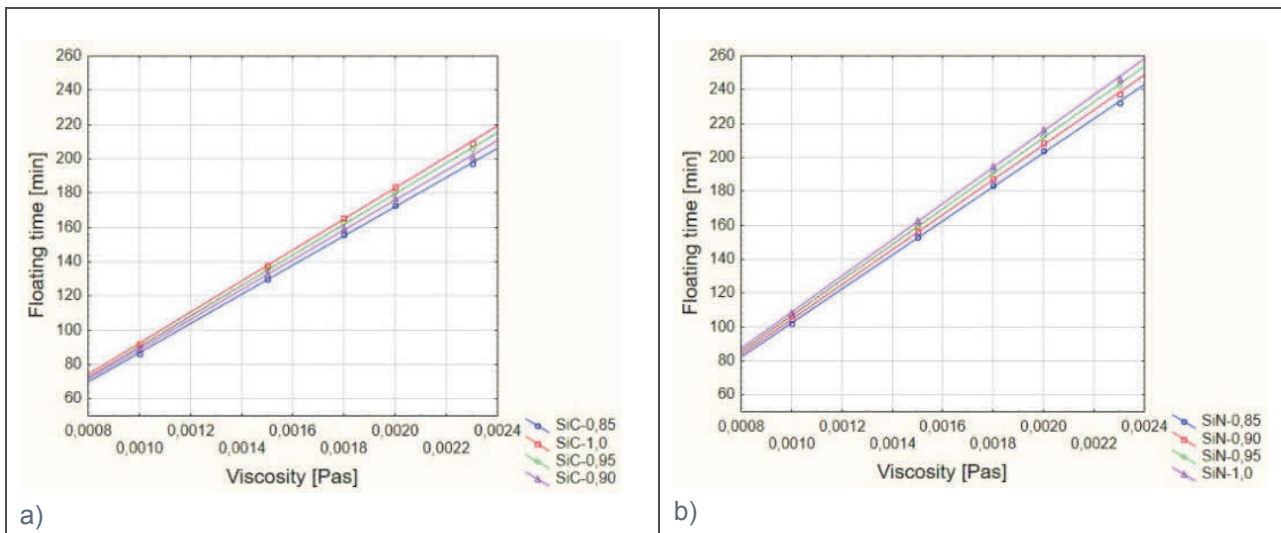 260
240
220
200
180
160
140
120
100
80
60
Floating time [min]
0,0008 0,0012 0,0016 0,0020 0,0024
0,0010 0,0014 0,0018 0,0022
Viscosity [Pas]
SiC-0,85
SiC-1,0
SiC-0,95
SiC-0,90
a)
260
240
220
200
180
160
140
120
100
80
60
Floating time [min]
0,0008 0,0012 0,0016 0,0020 0,0024
0,0010 0,0014 0,0018 0,0022
Viscosity [Pas]
SiN-0,85
SiN-0,90
SiN-0,95
SiN-1,0
b)